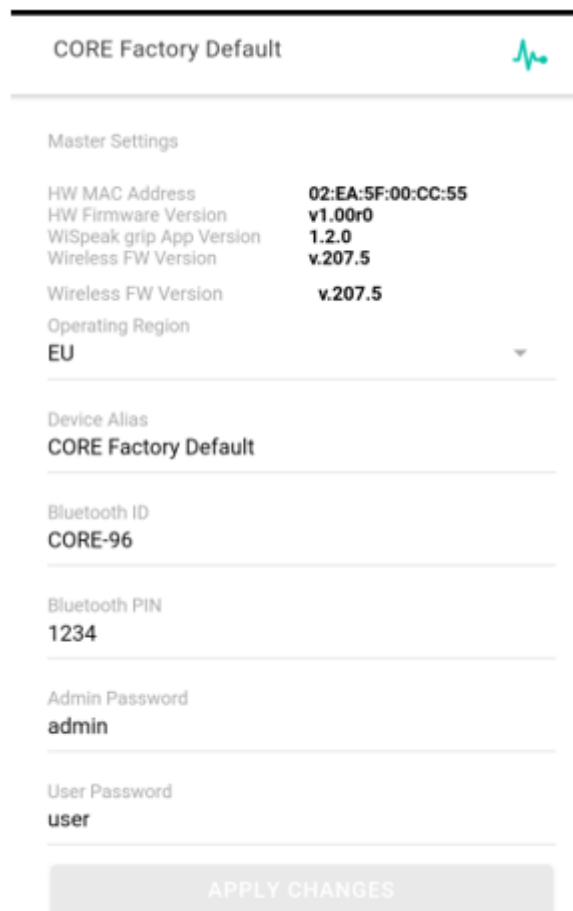 CORE Factory Default
Master Settings
HW MAC Address 02:EA:5F:00:CC:55
HW Firmware Version v1.00r0
WiSpeak grip App Version 1.2.0
Wireless FW Version v.207.5
Wireless FW Version v.207.5
Operating Region
EU
Device Alias
CORE Factory Default
Bluetooth ID
CORE-96
Bluetooth PIN
1234
Admin Password
admin
User Password
user
APPLY CHANGES